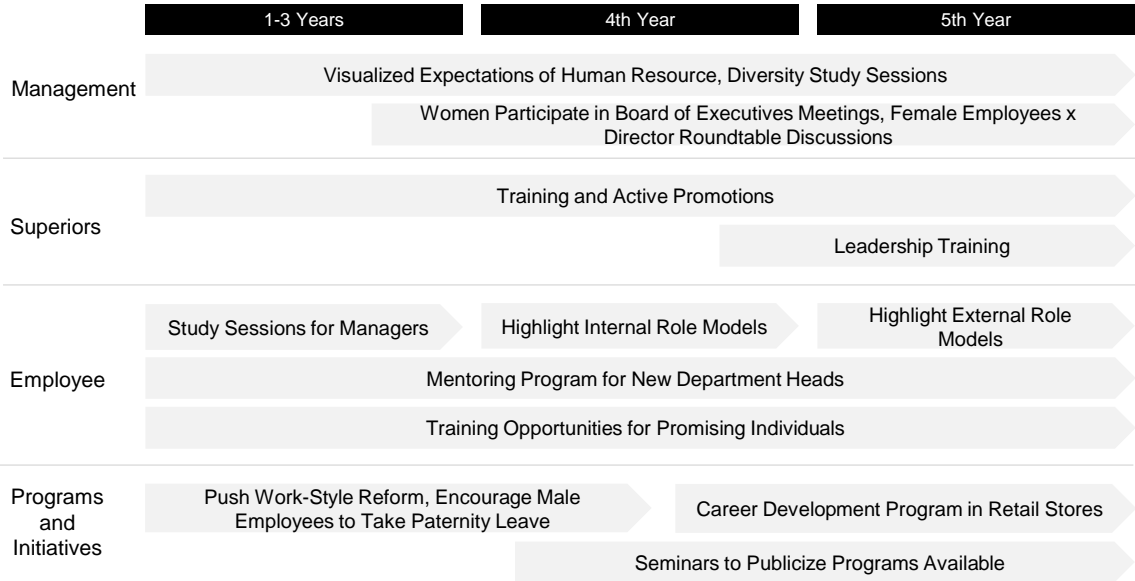 1-3 Years
4th Year
5th Year
Management
Visualized Expectations of Human Resource, Diversity Study Sessions
Women Participate in Board of Executives Meetings, Female Employees x
Director Roundtable Discussions
Superiors
Training and Active Promotions
Leadership Training
Employee
Study Sessions for Managers
Highlight Internal Role Models
Highlight External Role
Models
Mentoring Program for New Department Heads
Training Opportunities for Promising Individuals
Programs
and
Initiatives
Push Work-Style Reform, Encourage Male
Employees to Take Paternity Leave
Career Development Program in Retail Stores
Seminars to Publicize Programs Available